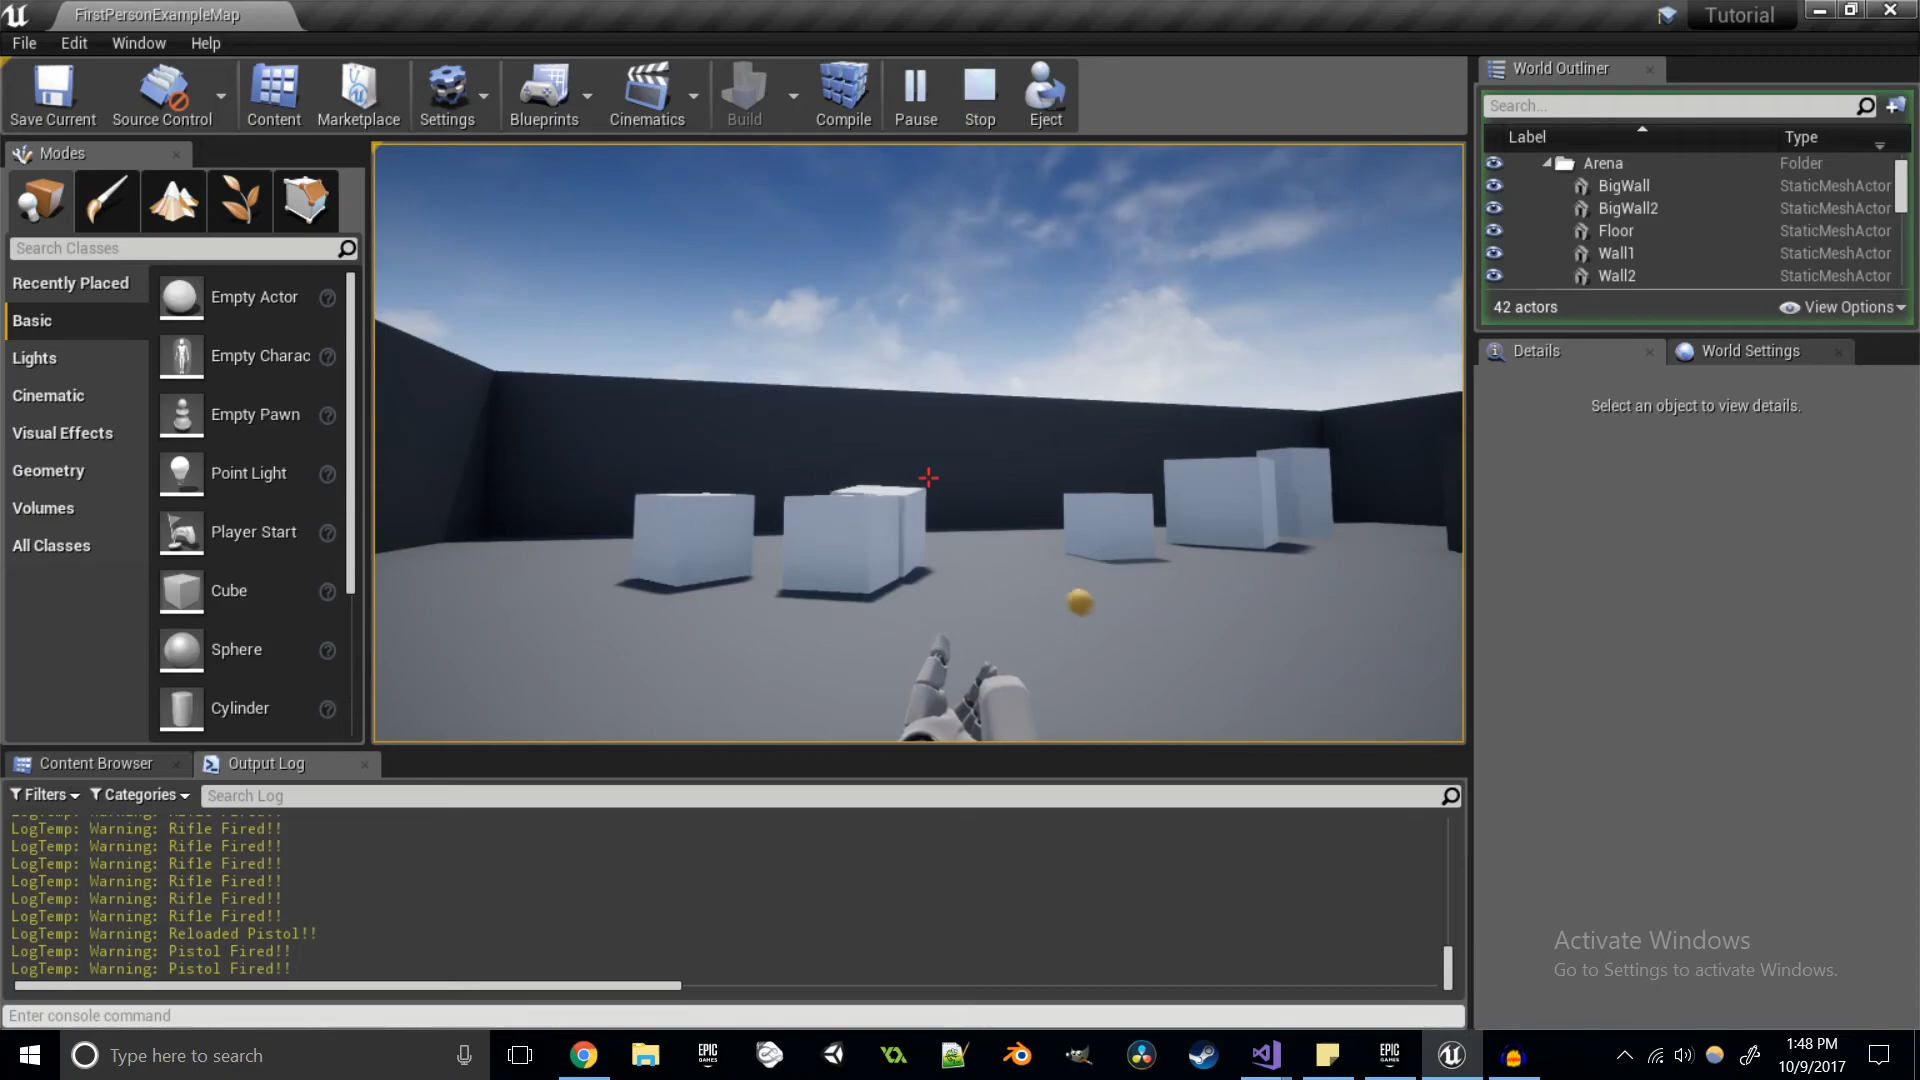 FirstPersonExampleMap
Tutorial
File Edit Window Help
Save Current Source Control Content Marketplace Settings Blueprints Cinematics Build Compile Pause Stop Eject
Modes
Search Classes
Recently Placed
Basic
Lights
Cinematic
Visual Effects
Geometry
Volumes
All Classes
Empty Actor
Empty Charac
Empty Pawn
Point Light
Player Start
Cube
Sphere
Cylinder
World Outliner
Search...
Label Type
Arena Folder
BigWall StaticMeshActor
BigWall2 StaticMeshActor
Floor StaticMeshActor
Wall1 StaticMeshActor
Wall2 StaticMeshActor
42 actors View Options
Details World Settings
Select an object to view details.
Content Browser Output Log
Filters Categories Search Log
LogTemp: Warning: Rifle Fired!!
LogTemp: Warning: Rifle Fired!!
LogTemp: Warning: Rifle Fired!!
LogTemp: Warning: Rifle Fired!!
LogTemp: Warning: Rifle Fired!!
LogTemp: Warning: Rifle Fired!!
LogTemp: Warning: Reloaded Pistol!!
LogTemp: Warning: Pistol Fired!!
LogTemp: Warning: Pistol Fired!!
Enter console command
Activate Windows
Go to Settings to activate Windows.
Type here to search
EPIC GAMES
EPIC GAMES
1:48 PM
10/9/2017